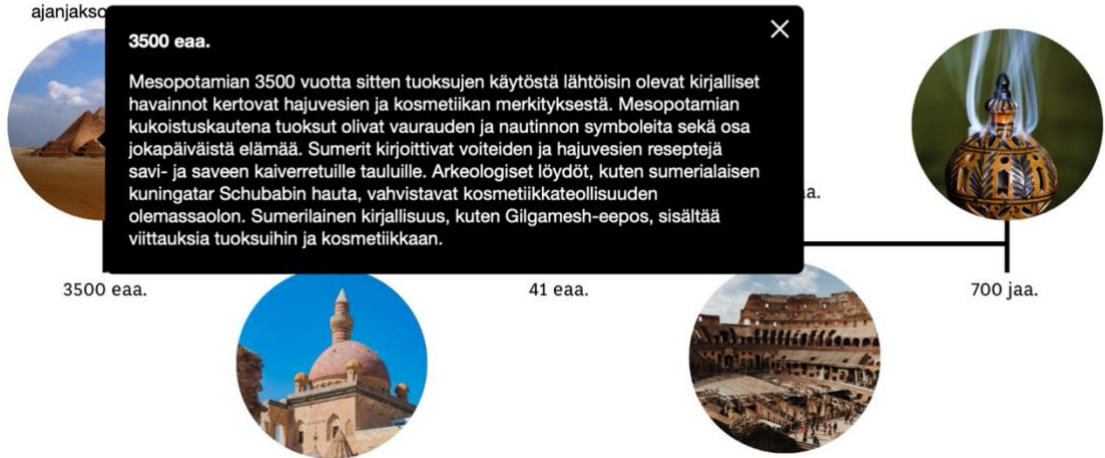 ajanjakso
3500 eaa.
Mesopotamian 3500 vuotta sitten tuoksujen käytöstä lähtöisin olevat kirjalliset
havainnot kertovat hajuvesien ja kosmetiikan merkityksestä. Mesopotamian
kukoistuskautena tuoksut olivat vaurauden ja nautinnon symboleita sekä osa
jokapäiväistä elämää. Sumerit kirjoittivat voiteiden ja hajuvesien reseptejä
savi- ja saveen kaiverretuille tauluille. Arkeologiset löydöt, kuten sumerialaisen
kuningatar Schubabin hauta, vahvistavat kosmetiikkateollisuuden
olemassaolon. Sumerilainen kirjallisuus, kuten Gilgamesh-eepos, sisältää
viittauksia tuoksuihin ja kosmetiikkaan.
3500 eaa.
41 eaa.
700 jaa.